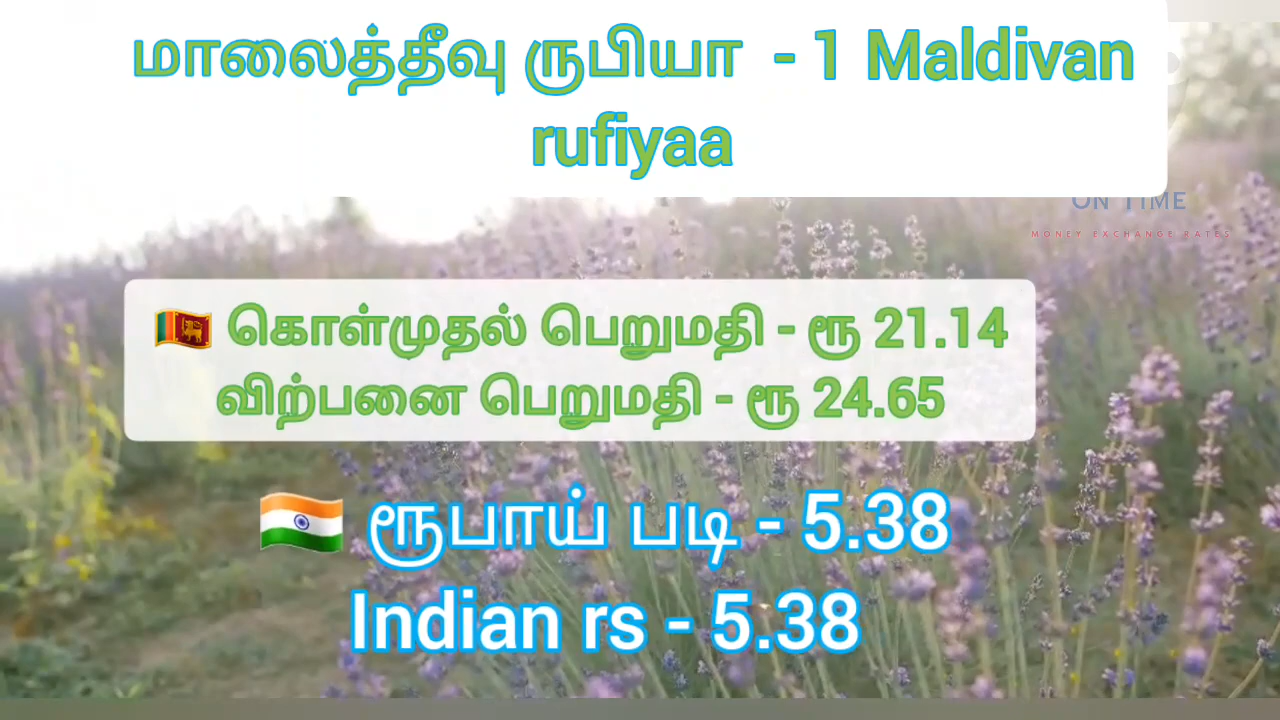 மாலைத்தீவு ருபியா - 1 Maldivan
rufiyaa
ON TIME
MONEY EXCHANGE RATES
கொள்முதல் பெறுமதி - ரூ 21.14
விற்பனை பெறுமதி - ரூ 24.65
ரூபாய் படி - 5.38
Indian rs - 5.38